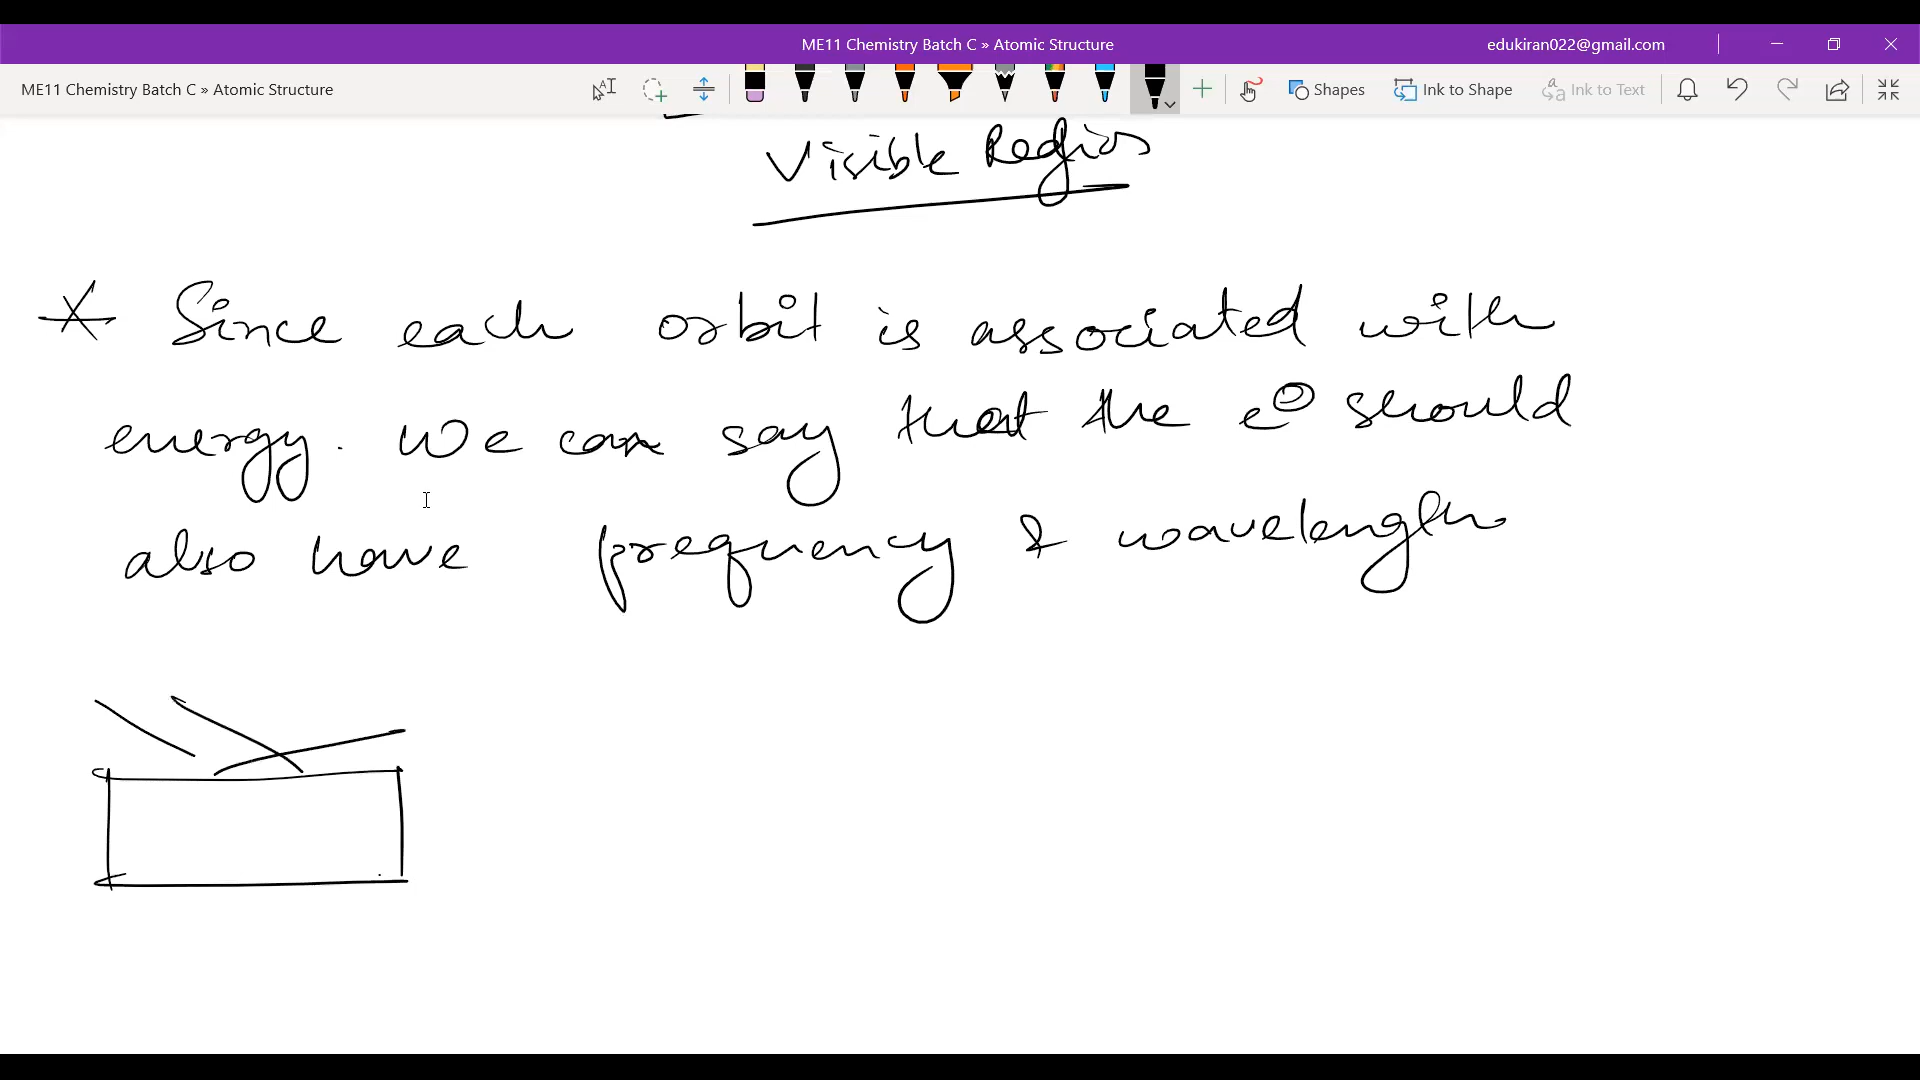 ME11 Chemistry Batch C » Atomic Structure
edukiran022@gmail.com
ME11 Chemistry Batch C » Atomic Structure
Shapes
Ink to Shape
Ink to Text
Visible Region
* Since each orbit is associated with
energy. We can say that the e⊖ should
also have frequency & wavelength